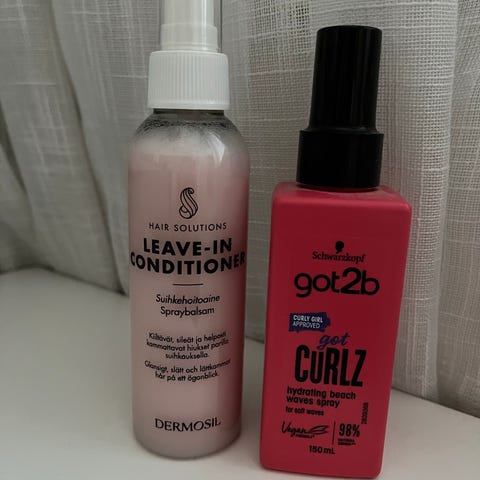 HAIR SOLUTIONS
LEAVE-IN
CONDITIONER
Suihkehoitoaine
Spraybalsam
Kiiltävät, sileät ja helposti
kammattavat hiukset parilla
suihkauksella.
Glansigt, slätt och lättkammat
hår på ett ögonblick.
DERMOSIL
Schwarzkopf
got2b
CURLY GIRL
APPROVED
got
CURLZ
hydrating beach
waves spray
for soft waves
Vegan
FORMULA
98%
150 mL